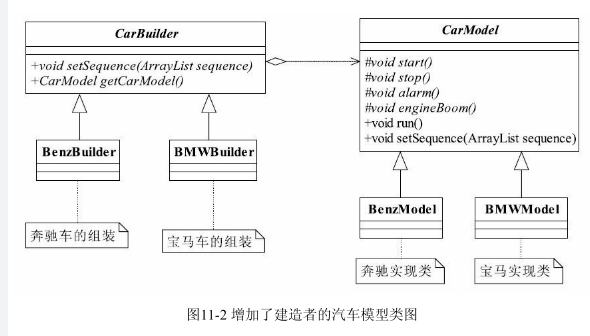 CarBuilder
+void setSequence(ArrayList sequence)
+CarModel getCarModel()
CarModel
#void start()
#void stop()
#void alarm()
#void engineBoom()
+void run()
+void setSequence(ArrayList sequence)
BenzBuilder
BMWBuilder
奔驰车的组装
宝马车的组装
BenzModel
BMWModel
奔驰实现类
宝马实现类
图11-2 增加了建造者的汽车模型类图